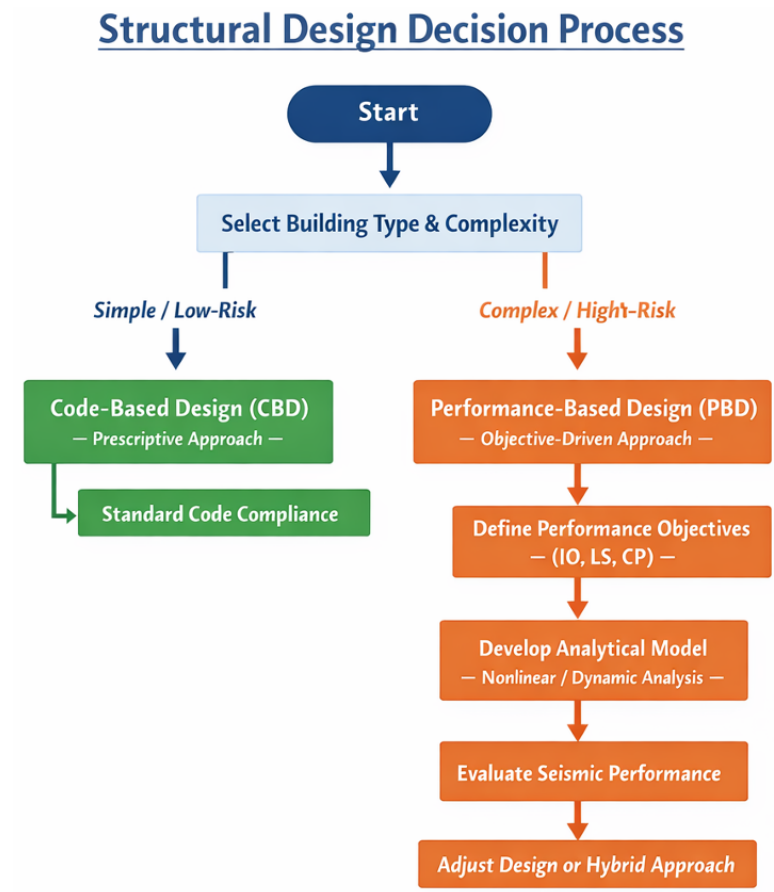 Structural Design Decision Process
Start
Select Building Type & Complexity
Simple / Low-Risk
Complex / Hight-Risk
Code-Based Design (CBD)
— Prescriptive Approach —
Performance-Based Design (PBD)
— Objective-Driven Approach —
Standard Code Compliance
Define Performance Objectives
— (IO, LS, CP) —
Develop Analytical Model
— Nonlinear / Dynamic Analysis —
Evaluate Seismic Performance
Adjust Design or Hybrid Approach